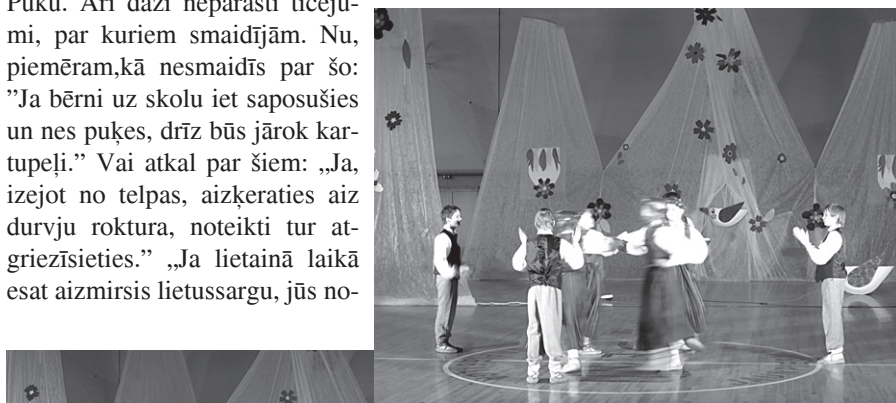 Puķu. Arī daži neparasti ticēju-
mi, par kuriem smaidījām. Nu,
piemēram,kā nesmaidīs par šo:
”Ja bērni uz skolu iet saposušies
un nes puķes, drīz būs jārok kar-
tupeļi.” Vai atkal par šiem: „Ja,
izejot no telpas, aizķeraties aiz
durvju roktura, noteikti tur at-
griezīsieties.” „Ja lietainā laikā
esat aizmirsis lietussargu, jūs no-